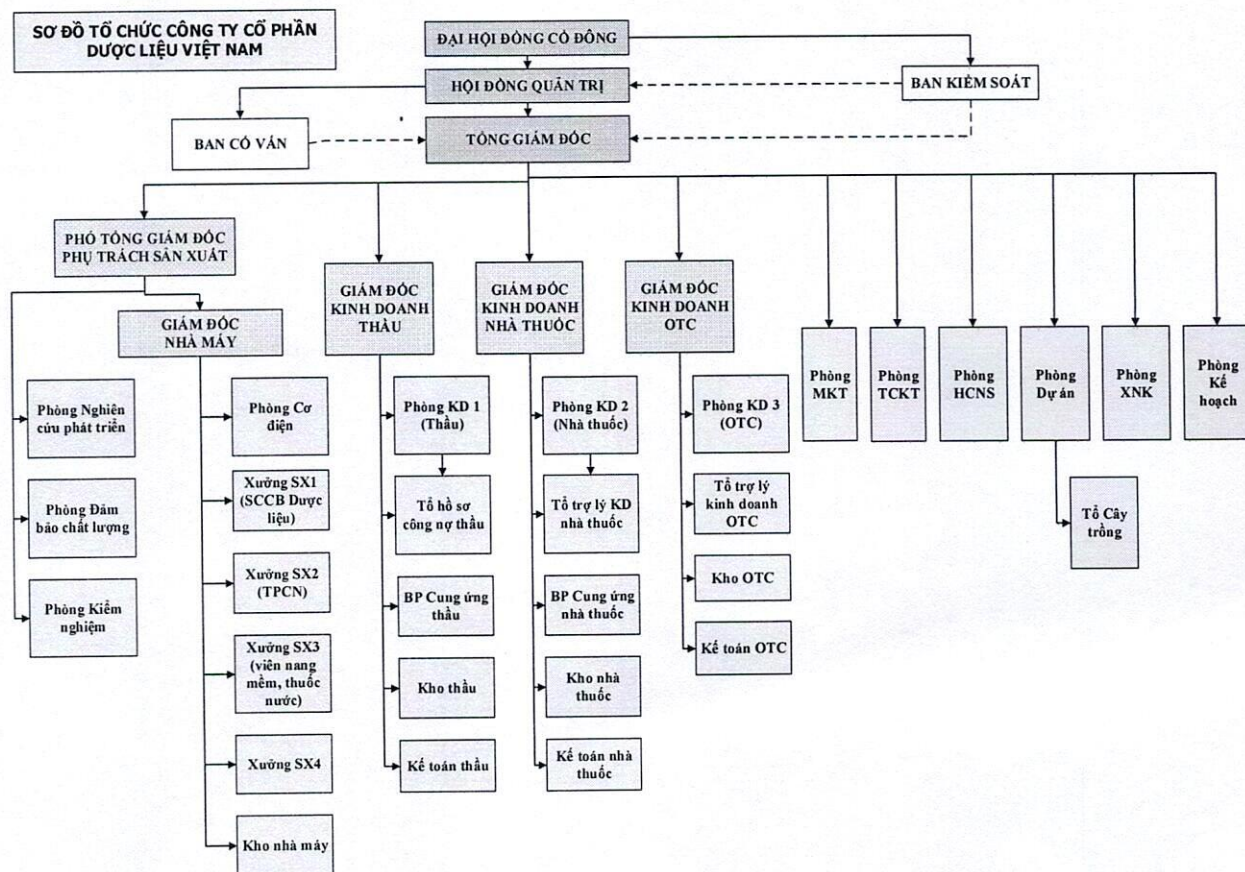 SƠ ĐỒ TỔ CHỨC CÔNG TY CỔ PHẦN
DƯỢC LIỆU VIỆT NAM
ĐẠI HỘI ĐỒNG CỔ ĐÔNG
HỘI ĐỒNG QUẢN TRỊ
BAN KIỂM SOÁT
BAN CỐ VẤN
TỔNG GIÁM ĐỐC
PHÓ TỔNG GIÁM ĐỐC
PHỤ TRÁCH SẢN XUẤT
GIÁM ĐỐC
NHÀ MÁY
GIÁM ĐỐC
KINH DOANH
THẦU
GIÁM ĐỐC
KINH DOANH
NHÀ THUỐC
GIÁM ĐỐC
KINH DOANH
OTC
Phòng
MKT
Phòng
TCKT
Phòng
HCNS
Phòng
Dự án
Phòng
XNK
Phòng
Kế
hoạch
Phòng Nghiên
cứu phát triển
Phòng Đảm
bảo chất lượng
Phòng Kiểm
nghiệm
Phòng Cơ
điện
Xưởng SX1
(SCCB Dược
liệu)
Xưởng SX2
(TPCN)
Xưởng SX3
(viên nang
mềm, thuốc
nước)
Xưởng SX4
Kho nhà máy
Phòng KD 1
(Thầu)
Tổ hồ sơ
công nợ thầu
BP Cung ứng
thầu
Kho thầu
Kế toán thầu
Phòng KD 2
(Nhà thuốc)
Tổ trợ lý KD
nhà thuốc
BP Cung ứng
nhà thuốc
Kho nhà
thuốc
Kế toán nhà
thuốc
Phòng KD 3
(OTC)
Tổ trợ lý
kinh doanh
OTC
Kho OTC
Kế toán OTC
Tổ Cây
trồng